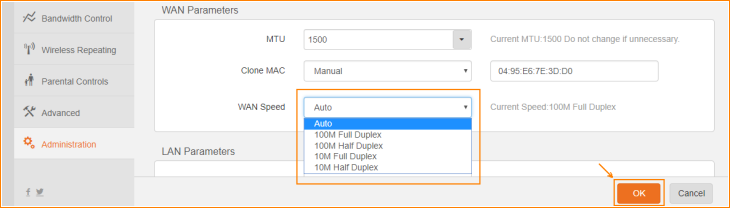 Bandwidth Control
Wireless Repeating
Parental Controls
Advanced
Administration
WAN Parameters
MTU
1500
Current MTU:1500 Do not change if unnecessary.
Clone MAC
Manual
04:95:E6:7E:3D:D0
WAN Speed
Auto
Current Speed:100M Full Duplex
Auto
100M Full Duplex
100M Half Duplex
10M Full Duplex
10M Half Duplex
LAN Parameters
OK
Cancel